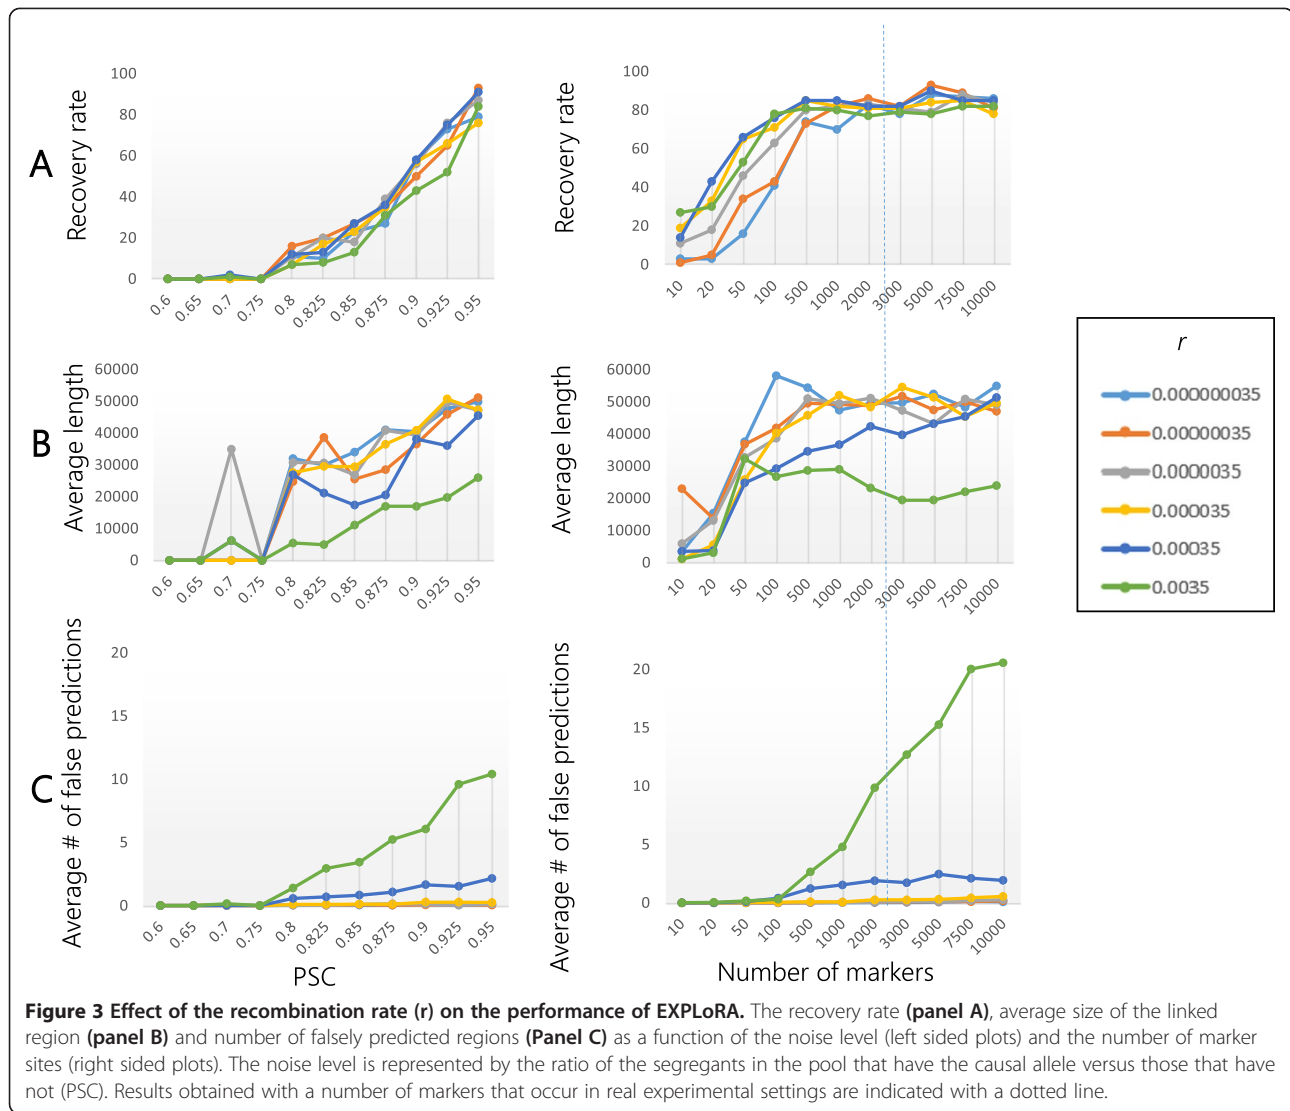 A
Recovery rate
100
80
60
40
20
0
0.6 0.65 0.7 0.75 0.8 0.825 0.85 0.875 0.9 0.925 0.95
Recovery rate
100
80
60
40
20
0
10 20 50 100 500 1000 2000 3000 5000 7500 10000
B
Average length
60000
50000
40000
30000
20000
10000
0
0.6 0.65 0.7 0.75 0.8 0.825 0.85 0.875 0.9 0.925 0.95
Average length
60000
50000
40000
30000
20000
10000
0
10 20 50 100 500 1000 2000 3000 5000 7500 10000
r
0.000000035
0.00000035
0.0000035
0.000035
0.00035
0.0035
C
Average # of false predictions
20
15
10
5
0
0.6 0.65 0.7 0.75 0.8 0.825 0.85 0.875 0.9 0.925 0.95
PSC
Average # of false predictions
20
15
10
5
0
10 20 50 100 500 1000 2000 3000 5000 7500 10000
Number of markers
Figure 3 Effect of the recombination rate (r) on the performance of EXPLoRA. The recovery rate (panel A), average size of the linked
region (panel B) and number of falsely predicted regions (Panel C) as a function of the noise level (left sided plots) and the number of marker
sites (right sided plots). The noise level is represented by the ratio of the segregants in the pool that have the causal allele versus those that have
not (PSC). Results obtained with a number of markers that occur in real experimental settings are indicated with a dotted line.